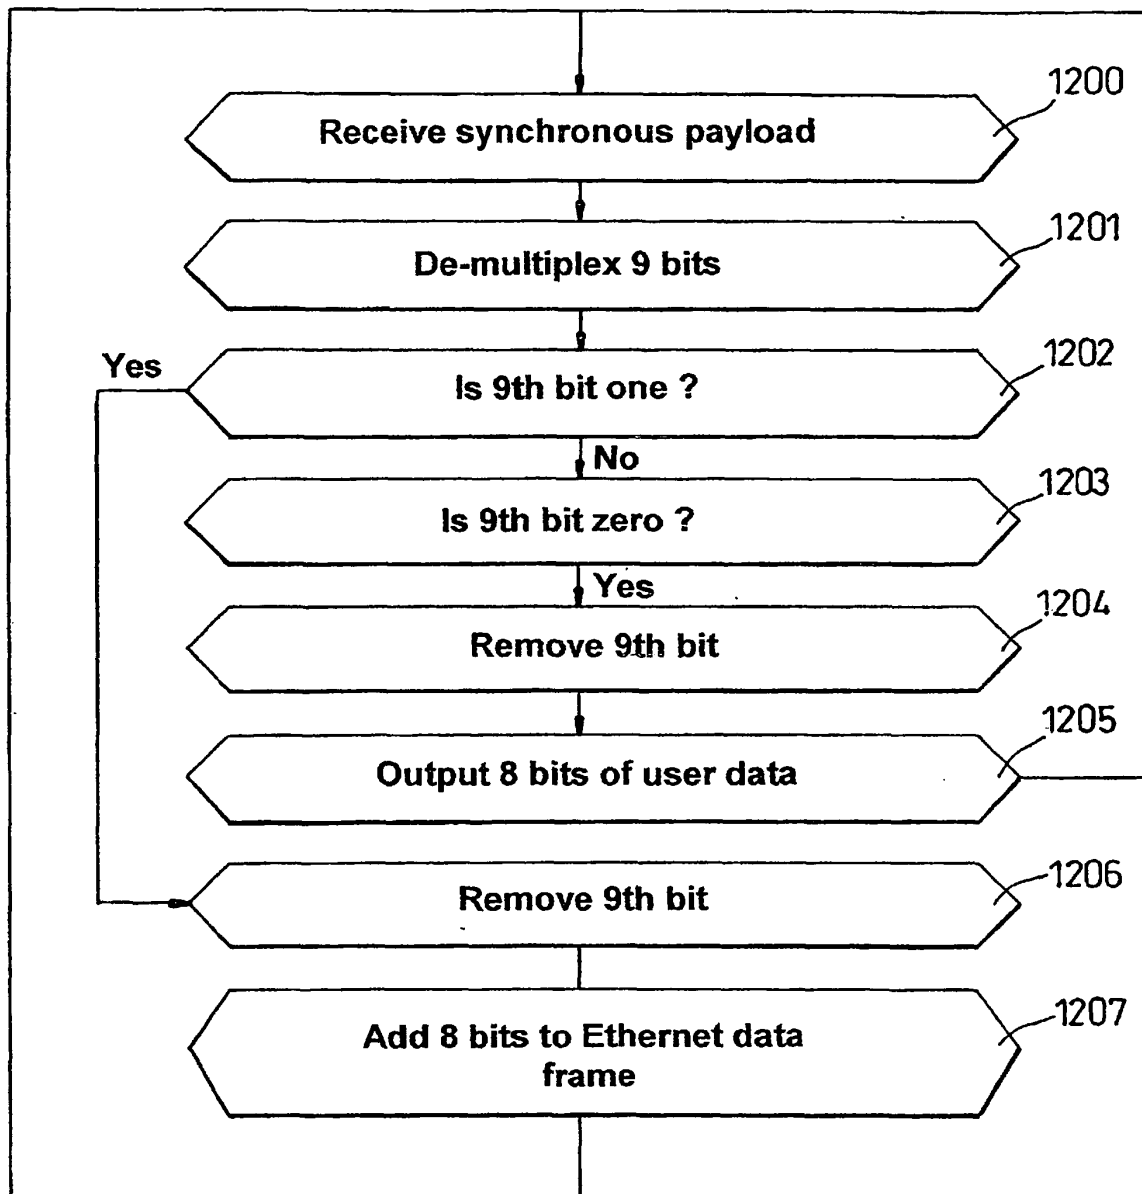 1200
Receive synchronous payload
1201
De-multiplex 9 bits
1202
Yes
Is 9th bit one ?
No
1203
Is 9th bit zero ?
Yes
1204
Remove 9th bit
1205
Output 8 bits of user data
1206
Remove 9th bit
1207
Add 8 bits to Ethernet data
frame